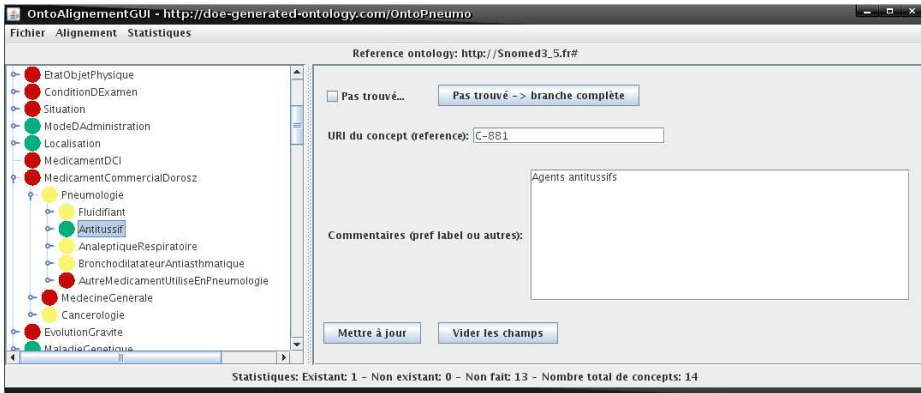 OntoAlignementGUI - http://doe-generated-ontology.com/OntoPneumo
Fichier Alignement Statistiques
Reference ontology: http://Snomed3_5.fr#
EtatObjetPhysique
ConditionDExamen
Situation
ModeDAdministration
Localisation
MedicamentDCI
MedicamentCommercialDorosz
Pneumologie
Fluidifiant
Antitussif
AnaleptiqueRespiratoire
BronchodilatateurAntiasthmatique
AutreMedicamentUtiliseEnPneumologie
MedecineGenerale
Cancerologie
EvolutionGravite
MaladieGenetique
Pas trouvé...
Pas trouvé -> branche complète
URI du concept (reference): C-881
Commentaires (pref label ou autres):
Agents antitussifs
Mettre à jour
Vider les champs
Statistiques: Existant: 1 - Non existant: 0 - Non fait: 13 - Nombre total de concepts: 14